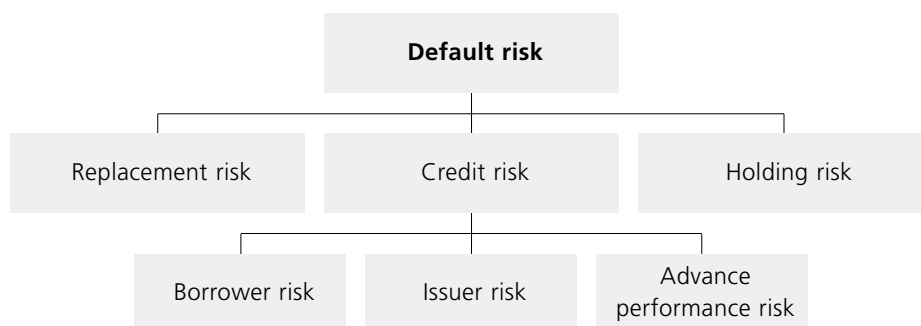 Default risk
Replacement risk
Credit risk
Holding risk
Borrower risk
Issuer risk
Advance
performance risk